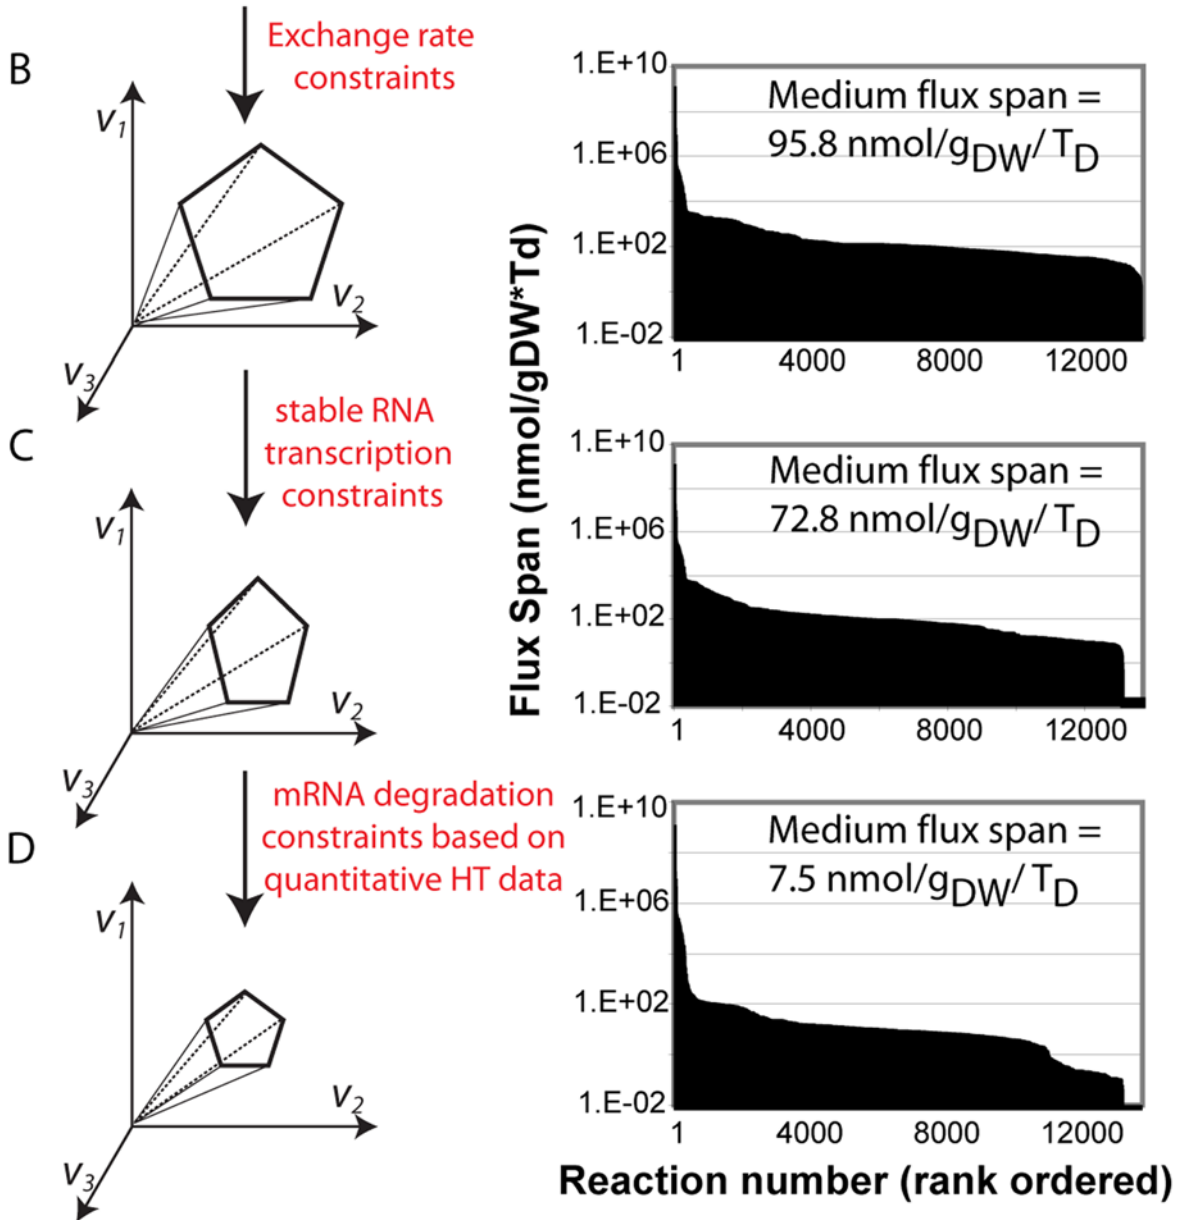 Exchange rate
constraints
B
V1
V2
V3
1.E+10
1.E+06
1.E+02
1.E-02
Medium flux span =
95.8 nmol/gDW/ TD
1
4000
8000
12000
stable RNA
transcription
constraints
C
V1
V2
V3
Flux Span (nmol/gDW*Td)
1.E+10
1.E+06
1.E+02
1.E-02
Medium flux span =
72.8 nmol/gDW/ TD
1
4000
8000
12000
mRNA degradation
constraints based on
quantitative HT data
D
V1
V2
V3
1.E+10
1.E+06
1.E+02
1.E-02
Medium flux span =
7.5 nmol/gDW/ TD
1
4000
8000
12000
Reaction number (rank ordered)